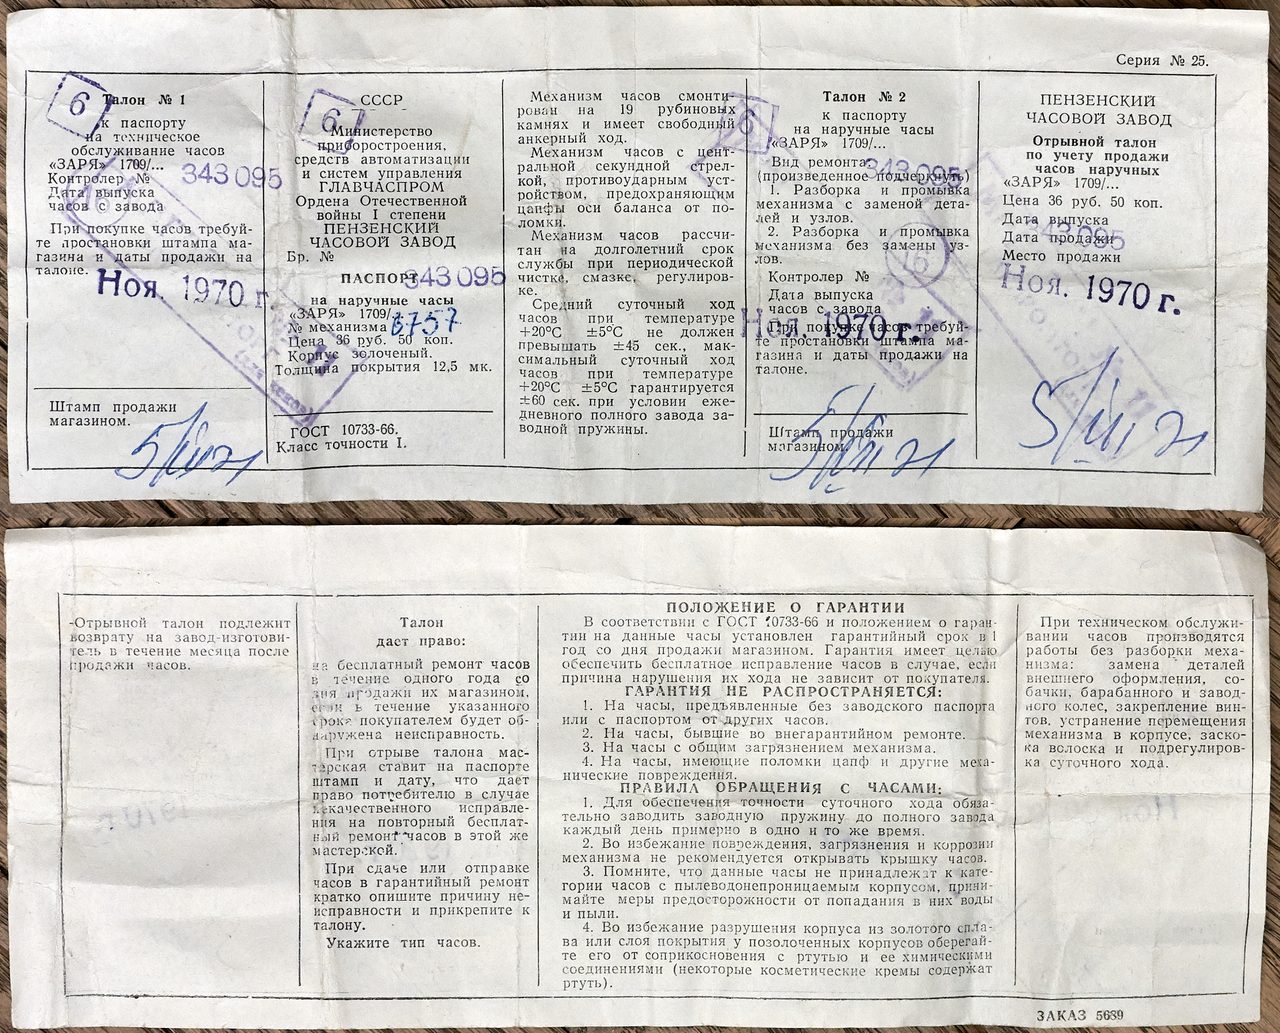 Серия № 25.
6
Талон № 1
к паспорту
на техническое
обслуживание часов
«ЗАРЯ» 1709/...
Контролер №
343095
Дата выпуска
часов с завода
При покупке часов требуй-
те простановки штампа ма-
газина и даты продажи на
талоне.
Ноя. 1970 г.
Штамп продажи
магазином.
6
СССР
Министерство
приборостроения,
средств автоматизации
и систем управления
ГЛАВЧАСПРОМ
Ордена Отечественной
войны I степени
ПЕНЗЕНСКИЙ
ЧАСОВОЙ ЗАВОД
Бр. №
ПАСПОРТ
343095
на наручные часы
«ЗАРЯ» 1709/
№ механизма 6757
Цена 36 руб. 50 коп.
Корпус золоченый.
Толщина покрытия 12,5 мк.
ГОСТ 10733-66.
Класс точности I.
Механизм часов смонти-
рован на 19 рубиновых
камнях и имеет свободный
анкерный ход.
Механизм часов с цент-
ральной секундной стрел-
кой, противоударным уст-
ройством, предохраняющим
цапфы оси баланса от по-
ломки.
Механизм часов рассчи-
тан на долголетний срок
службы при периодической
чистке, смазке, регулиров-
ке.
Средний суточный ход
часов при температуре
+20°С ±5°С не должен
превышать ±45 сек., мак-
симальный суточный ход
часов при температуре
+20°С ±5°С гарантируется
±60 сек. при условии еже-
дневного полного завода за-
водной пружины.
6
Талон № 2
к паспорту
на наручные часы
«ЗАРЯ» 1709/...
Вид ремонта
343095
(произведенное подчеркнуть)
1. Разборка и промывка
механизма с заменой дета-
лей и узлов.
2. Разборка и промывка
механизма без замены уз-
лов.
16
Контролер №
Дата выпуска
часов с завода
Ноя. 1970 г.
При покупке часов требуй-
те простановки штампа ма-
газина и даты продажи на
талоне.
Штамп продажи
магазином.
ПЕНЗЕНСКИЙ
ЧАСОВОЙ ЗАВОД
Отрывной талон
по учету продажи
часов наручных
«ЗАРЯ» 1709/...
Цена 36 руб. 50 коп.
Дата выпуска
343095
Дата продажи
Место продажи
Ноя. 1970 г.
-Отрывной талон подлежит
возврату на завод-изготови-
тель в течение месяца после
продажи часов.
Талон
дает право:
на бесплатный ремонт часов
в течение одного года со
дня продажи их магазином,
если в течение указанного
срока покупателем будет об-
наружена неисправность.
При отрыве талона мас-
терская ставит на паспорте
штамп и дату, что дает
право потребителю в случае
некачественного исправле-
ния на повторный бесплат-
ный ремонт часов в этой же
мастерской.
При сдаче или отправке
часов в гарантийный ремонт
кратко опишите причину не-
исправности и прикрепите к
талону.
Укажите тип часов.
ПОЛОЖЕНИЕ О ГАРАНТИИ
В соответствии с ГОСТ 10733-66 и положением о гаран-
тии на данные часы установлен гарантийный срок в 1
год со дня продажи магазином. Гарантия имеет целью
обеспечить бесплатное исправление часов в случае, если
причина нарушения их хода не зависит от покупателя.
ГАРАНТИЯ НЕ РАСПРОСТРАНЯЕТСЯ:
1. На часы, предъявленные без заводского паспорта
или с паспортом от других часов.
2. На часы, бывшие во внегарантийном ремонте.
3. На часы с общим загрязнением механизма.
4. На часы, имеющие поломки цапф и другие меха-
нические повреждения.
ПРАВИЛА ОБРАЩЕНИЯ С ЧАСАМИ:
1. Для обеспечения точности суточного хода обяза-
тельно заводить заводную пружину до полного завода
каждый день примерно в одно и то же время.
2. Во избежание повреждения, загрязнения и коррозии
механизма не рекомендуется открывать крышку часов.
3. Помните, что данные часы не принадлежат к кате-
гории часов с пылеводонепроницаемым корпусом, прини-
майте меры предосторожности от попадания в них воды
и пыли.
4. Во избежание разрушения корпуса из золотого спла-
ва или слоя покрытия у позолоченных корпусов оберегай-
те его от соприкосновения с ртутью и ее химическими
соединениями (некоторые косметические кремы содержат
ртуть).
При техническом обслужи-
вании часов производятся
работы без разборки меха-
низма: замена деталей
внешнего оформления, со-
бачки, барабанного и завод-
ного колес, закрепление вин-
тов, устранение перемещения
механизма в корпусе, заско-
ка волоска и подрегулиров-
ка суточного хода.
ЗАКАЗ 5689